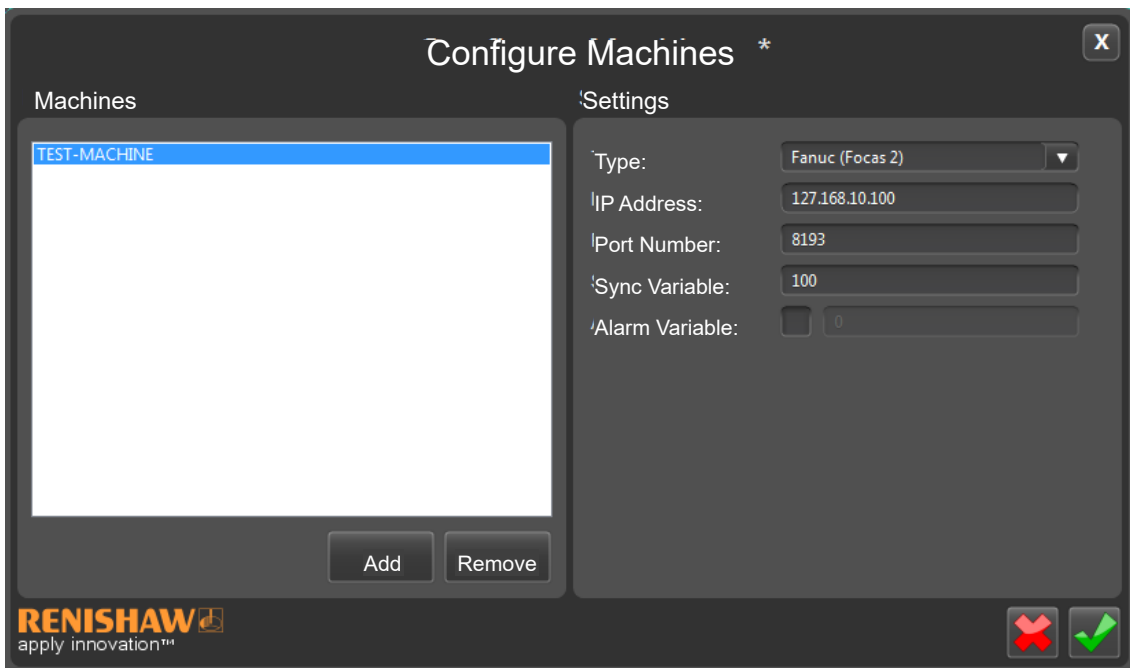 Configure Machines *
X
Machines
Settings
TEST-MACHINE
Type:
Fanuc (Focas 2)
IP Address:
127.168.10.100
Port Number:
8193
Sync Variable:
100
Alarm Variable:
0
Add
Remove
RENISHAW
apply innovation™